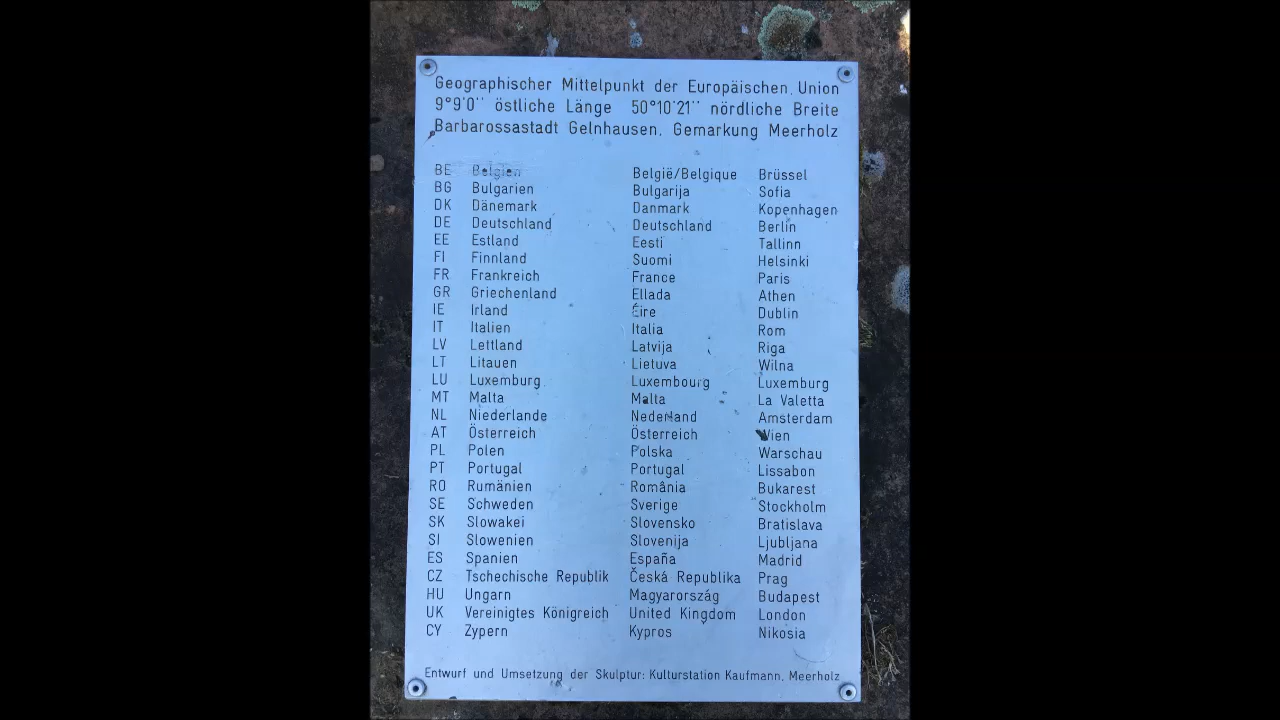 Geographischer Mittelpunkt der Europäischen Union
9°9'0'' östliche Länge 50°10'21'' nördliche Breite
Barbarossastadt Gelnhausen, Gemarkung Meerholz
BE Belgien België/Belgique Brüssel
BG Bulgarien Bulgarija Sofia
DK Dänemark Danmark Kopenhagen
DE Deutschland Deutschland Berlin
EE Estland Eesti Tallinn
FI Finnland Suomi Helsinki
FR Frankreich France Paris
GR Griechenland Ellada Athen
IE Irland Éire Dublin
IT Italien Italia Rom
LV Lettland Latvija Riga
LT Litauen Lietuva Wilna
LU Luxemburg Luxembourg Luxemburg
MT Malta Malta La Valetta
NL Niederlande Nederland Amsterdam
AT Österreich Österreich Wien
PL Polen Polska Warschau
PT Portugal Portugal Lissabon
RO Rumänien România Bukarest
SE Schweden Sverige Stockholm
SK Slowakei Slovensko Bratislava
SI Slowenien Slovenija Ljubljana
ES Spanien España Madrid
CZ Tschechische Republik Česká Republika Prag
HU Ungarn Magyarország Budapest
UK Vereinigtes Königreich United Kingdom London
CY Zypern Kypros Nikosia
Entwurf und Umsetzung der Skulptur: Kulturstation Kaufmann, Meerholz